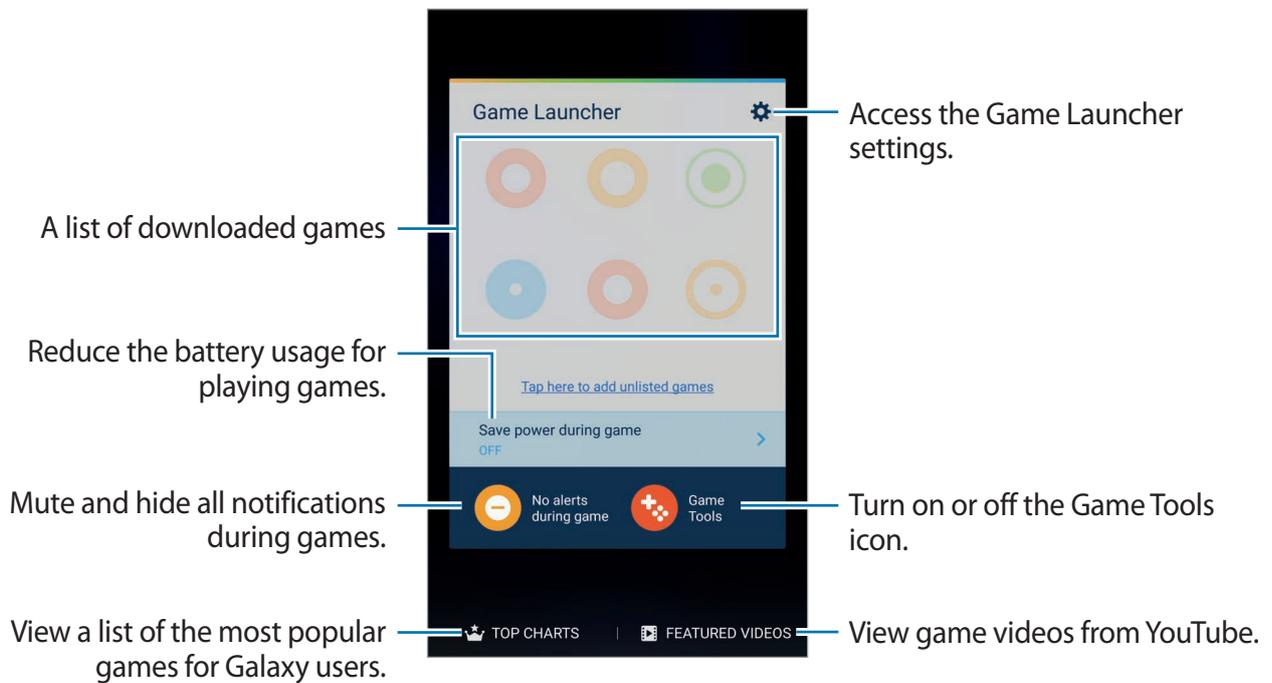 Game Launcher
Access the Game Launcher
settings.
A list of downloaded games
Reduce the battery usage for
playing games.
Tap here to add unlisted games
Save power during game
OFF
Mute and hide all notifications
during games.
No alerts
during game
Game
Tools
Turn on or off the Game Tools
icon.
View a list of the most popular
games for Galaxy users.
TOP CHARTS
FEATURED VIDEOS
View game videos from YouTube.